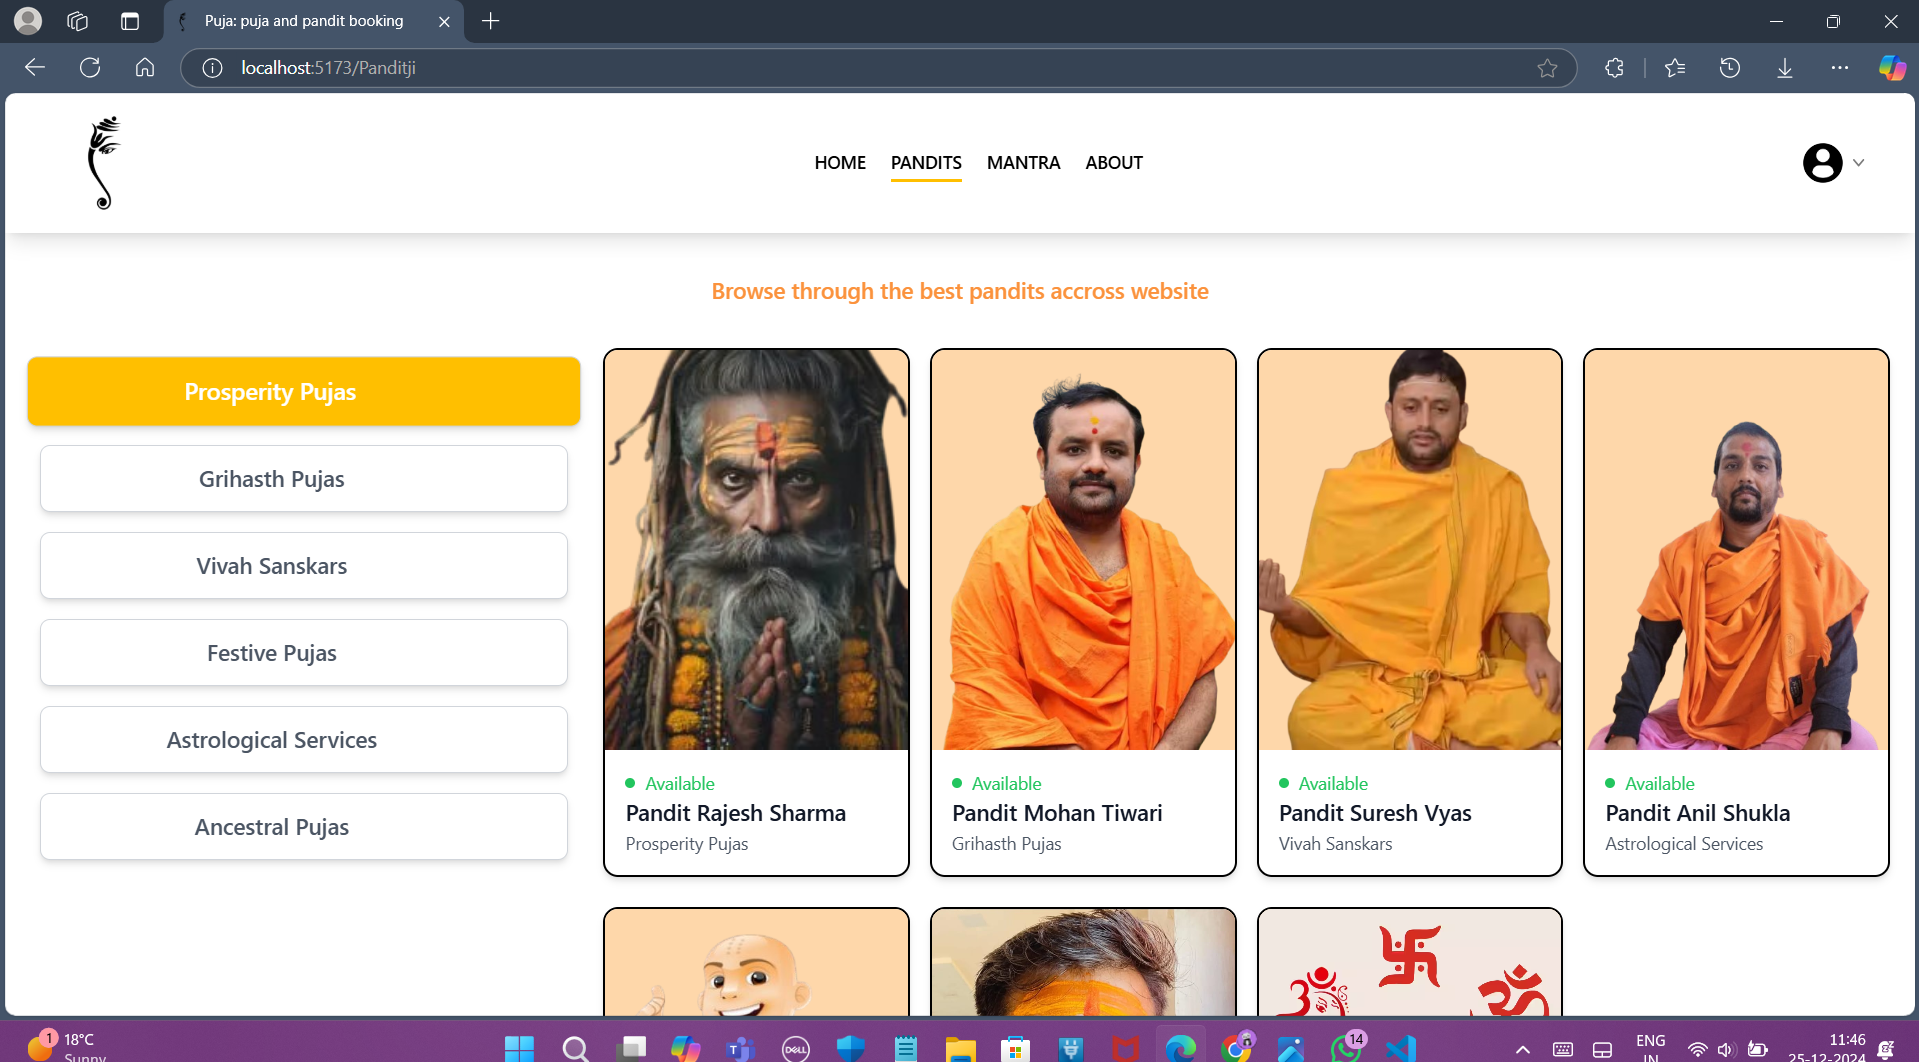 Puja: puja and pandit booking
localhost:5173/Panditji
HOME PANDITS MANTRA ABOUT
Browse through the best pandits accross website
Prosperity Pujas
Grihasth Pujas
Vivah Sanskars
Festive Pujas
Astrological Services
Ancestral Pujas
Available
Pandit Rajesh Sharma
Prosperity Pujas
Available
Pandit Mohan Tiwari
Grihasth Pujas
Available
Pandit Suresh Vyas
Vivah Sanskars
Available
Pandit Anil Shukla
Astrological Services
ॐ
ॐ
1
18°C
Sunny
DELL
14
ENG
IN
11:46
25-12-2024